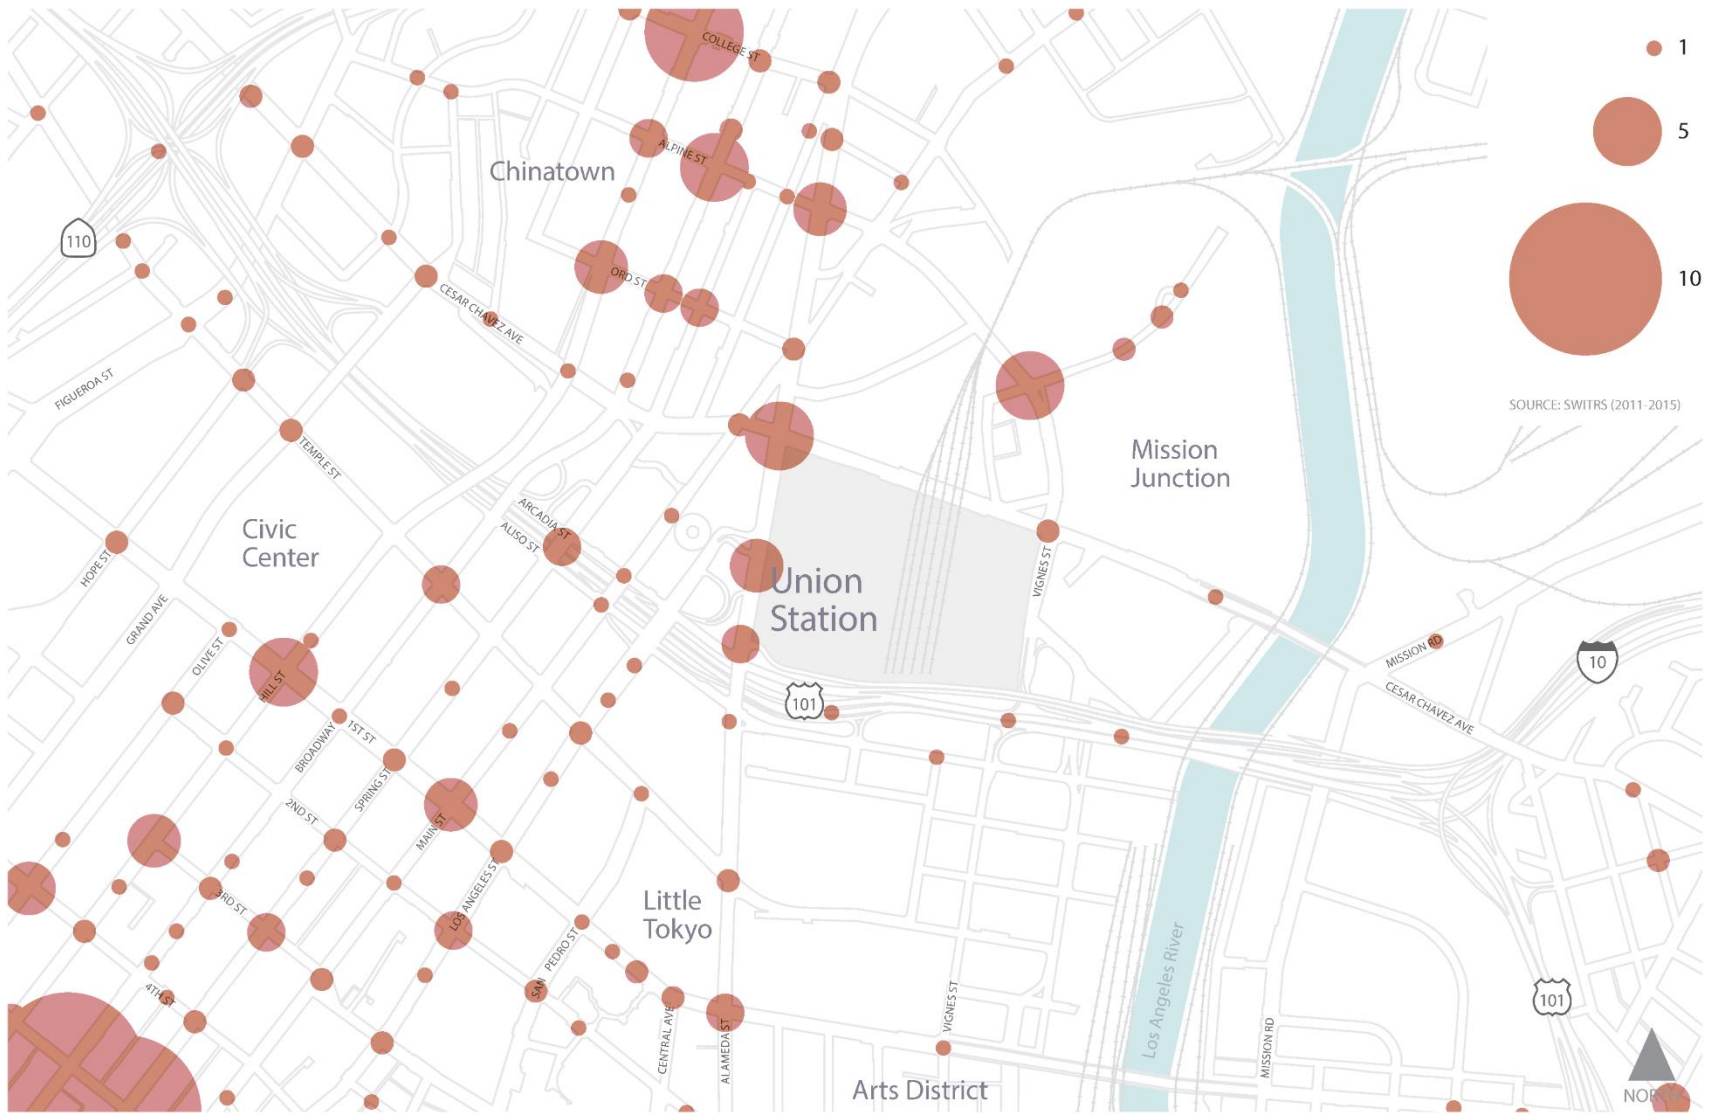 COLLEGE ST
1
5
ALPINE ST
Chinatown
110
ORD ST
10
CESAR CHAVEZ AVE
FIGUEROA ST
SOURCE: SWITRS (2011-2015)
TEMPLE ST
Mission
Junction
ARCADIA ST
ALISO ST
Civic
Center
HOPE ST
Union
Station
VIGNES ST
GRAND AVE
OLIVE ST
MISSION RD
10
HILL ST
101
CESAR CHAVEZ AVE
1ST ST
BROADWAY
SPRING ST
2ND ST
MAIN ST
LOS ANGELES ST
3RD ST
Little
Tokyo
SAN PEDRO ST
4TH ST
CENTRAL AVE
ALAMEDA ST
VIGNES ST
Los Angeles River
MISSION RD
101
Arts District